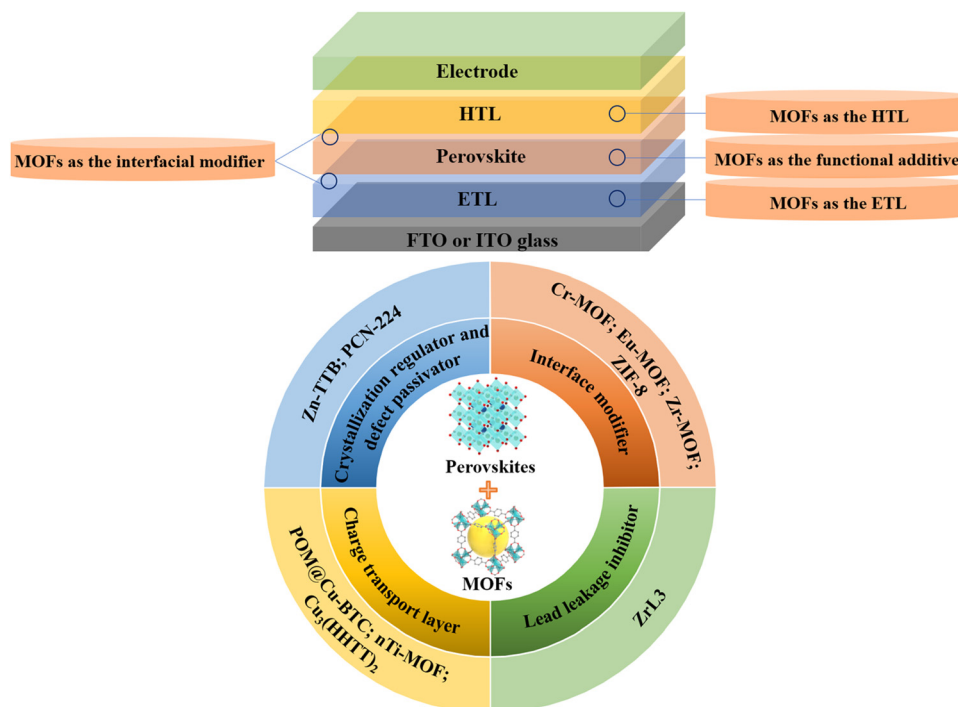 Electrode
HTL
MOFs as the HTL
MOFs as the interfacial modifier
Perovskite
MOFs as the functional additive
ETL
MOFs as the ETL
FTO or ITO glass
Zn-TTB; PCN-224
Crystallization regulator and
defect passivator
Cr-MOF; Eu-MOF; Zr-MOF;
ZIF-8
Interface modifier
Perovskites
+
MOFs
Charge transport layer
POM@Cu-BTC; nTi-MOF;
Cu₃(HHTT)₂
Lead leakage inhibitor
ZrL3